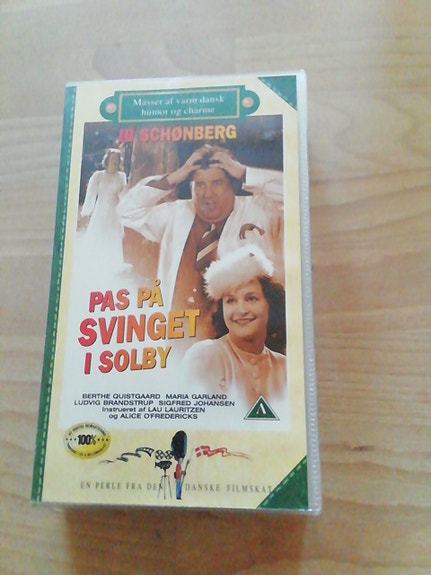 Masser af varm dansk
humor og charme
IB SCHØNBERG
PAS PÅ
SVINGET
I SOLBY
BERTHE QUISTGAARD MARIA GARLAND
LUDVIG BRANDSTRUP SIGFRED JOHANSEN
Instrueret af LAU LAURITZEN
og ALICE O'FREDERICKS
A
100%
EN PERLE FRA DEN DANSKE FILMSKAT